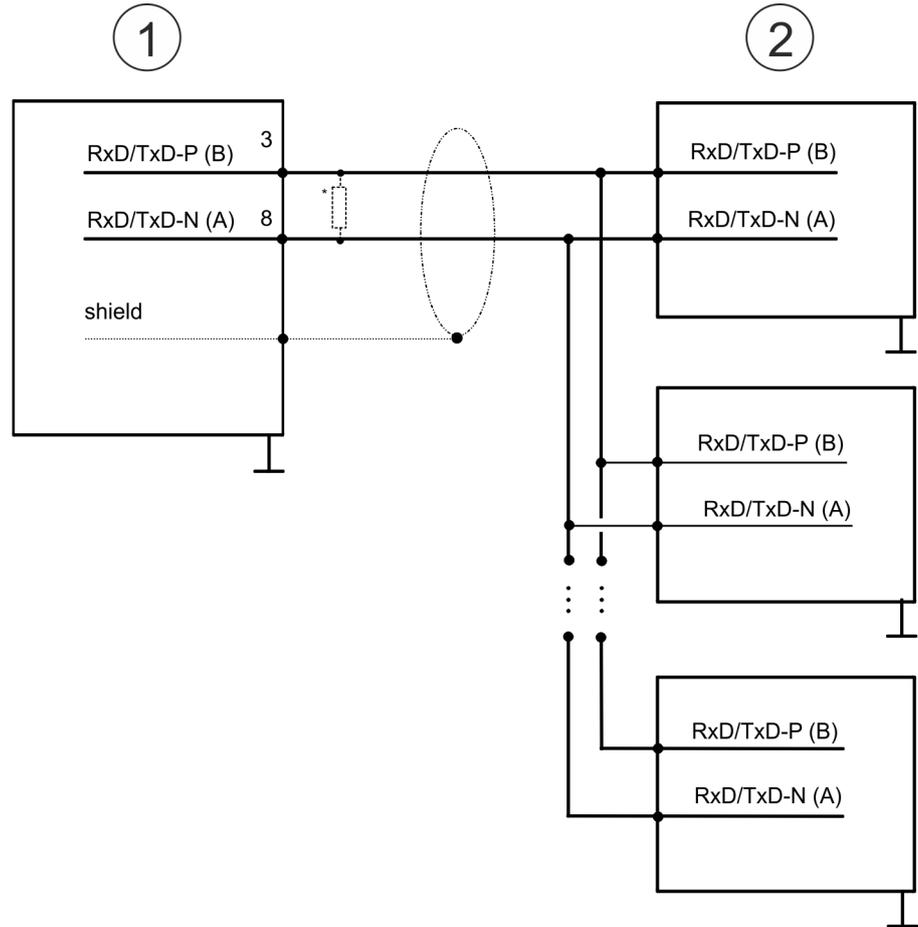 1
2
RxD/TxD-P (B) 3
RxD/TxD-N (A) 8
shield
*
RxD/TxD-P (B)
RxD/TxD-N (A)
RxD/TxD-P (B)
RxD/TxD-N (A)
RxD/TxD-P (B)
RxD/TxD-N (A)